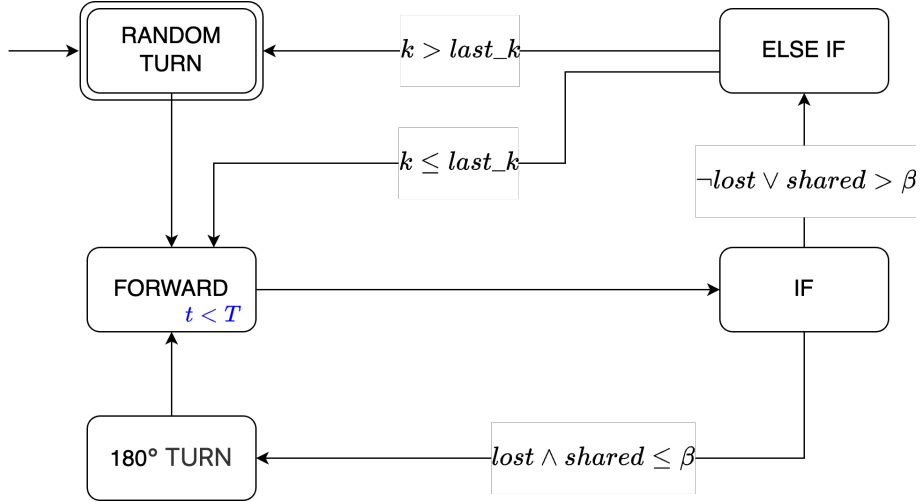 RANDOM
TURN
k > last_k
ELSE IF
k ≤ last_k
¬lost ∨ shared > β
FORWARD
t < T
IF
180° TURN
lost ∧ shared ≤ β